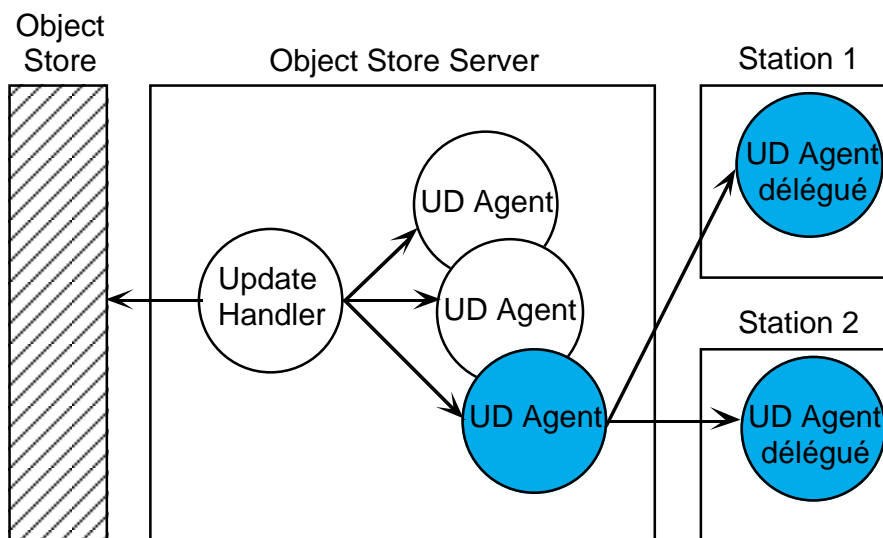 Object
Store
Object Store Server
Station 1
UD Agent
délégué
UD Agent
Update
Handler
UD Agent
Station 2
UD Agent
UD Agent
délégué